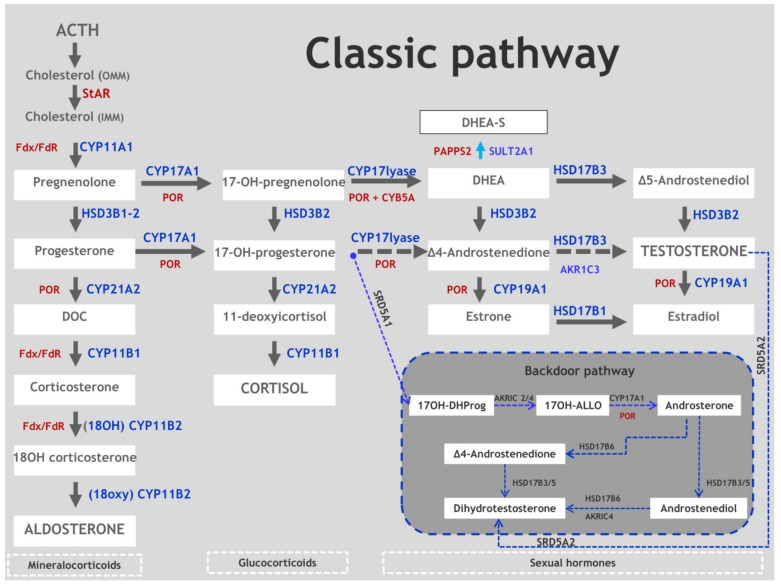 Classic pathway
ACTH
Cholesterol (OMM)
StAR
Cholesterol (IMM)
Fdx/FdR CYP11A1
DHEA-S
PAPPS2 SULT2A1
Pregnenolone
CYP17A1
POR
17-OH-pregnenolone
CYP17lyase
POR + CYB5A
DHEA
HSD17B3
Δ5-Androstenediol
HSD3B1-2
HSD3B2
HSD3B2
HSD3B2
Progesterone
CYP17A1
POR
17-OH-progesterone
CYP17lyase
POR
Δ4-Androstenedione
HSD17B3
AKR1C3
TESTOSTERONE
POR CYP21A2
CYP21A2
SRD5A1
POR CYP19A1
POR CYP19A1
DOC
11-deoxyicortisol
Estrone
HSD17B1
Estradiol
SRD5A2
Fdx/FdR CYP11B1
CYP11B1
Corticosterone
CORTISOL
Fdx/FdR (18OH) CYP11B2
18OH corticosterone
(18oxy) CYP11B2
ALDOSTERONE
Backdoor pathway
17OH-DHProg
AKRIC 2/4
17OH-ALLO
CYP17A1
POR
Androsterone
Δ4-Androstenedione
HSD17B6
HSD17B3/5
HSD17B3/5
Dihydrotestosterone
HSD17B6
AKRIC4
Androstenediol
SRD5A2
Mineralocorticoids
Glucocorticoids
Sexual hormones